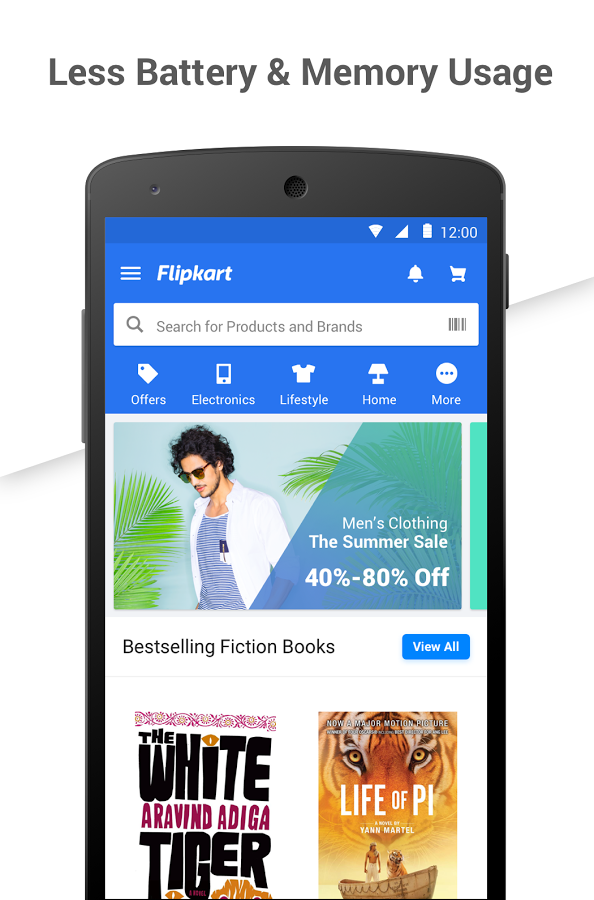 Less Battery & Memory Usage
12:00
Flipkart
Search for Products and Brands
Offers Electronics Lifestyle Home More
Men's Clothing
The Summer Sale
40%-80% Off
Bestselling Fiction Books View All
THE
WHITE
ARAVIND ADIGA
TIGER
A NOVEL
NOW A MAJOR MOTION PICTURE
LIFE OF PI
A NOVEL BY
YANN MARTEL